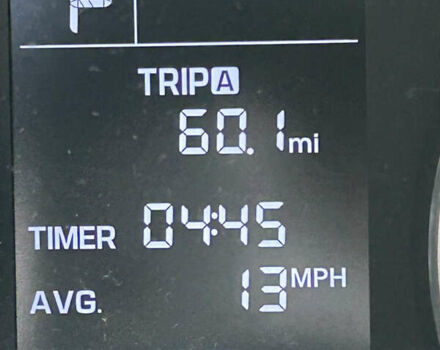 P
TRIP A
60.1 mi
TIMER 04:45
AVG. 13 MPH